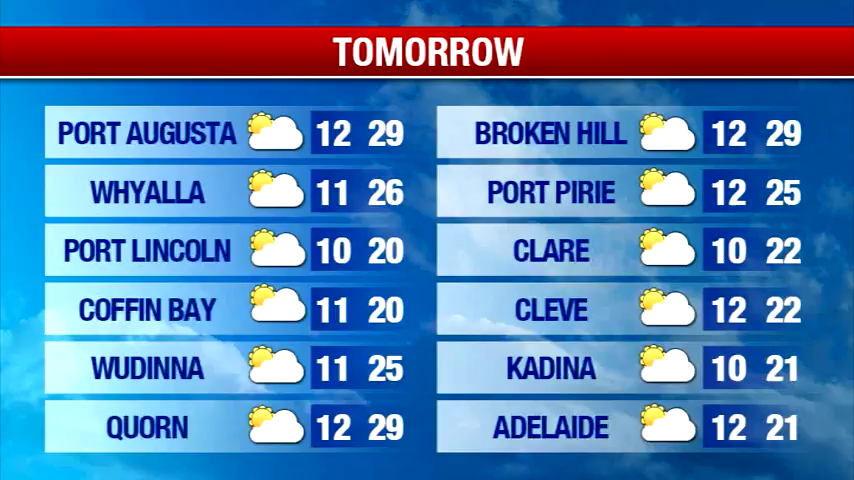 TOMORROW
PORT AUGUSTA 12 29
WHYALLA 11 26
PORT LINCOLN 10 20
COFFIN BAY 11 20
WUDINNA 11 25
QUORN 12 29
BROKEN HILL 12 29
PORT PIRIE 12 25
CLARE 10 22
CLEVE 12 22
KADINA 10 21
ADELAIDE 12 21